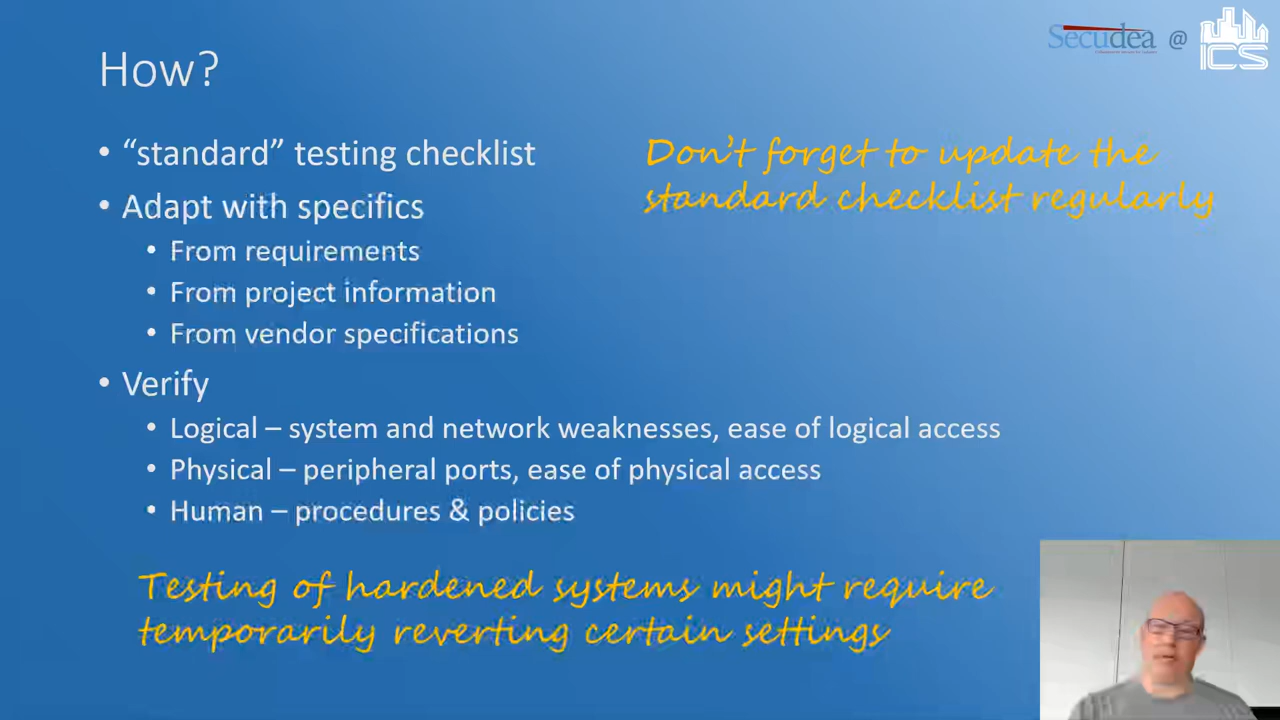 How?
Secudea @ ICS
• “standard” testing checklist
• Adapt with specifics
• From requirements
• From project information
• From vendor specifications
• Verify
• Logical – system and network weaknesses, ease of logical access
• Physical – peripheral ports, ease of physical access
• Human – procedures & policies
Don’t forget to update the
standard checklist regularly
Testing of hardened systems might require
temporarily reverting certain settings